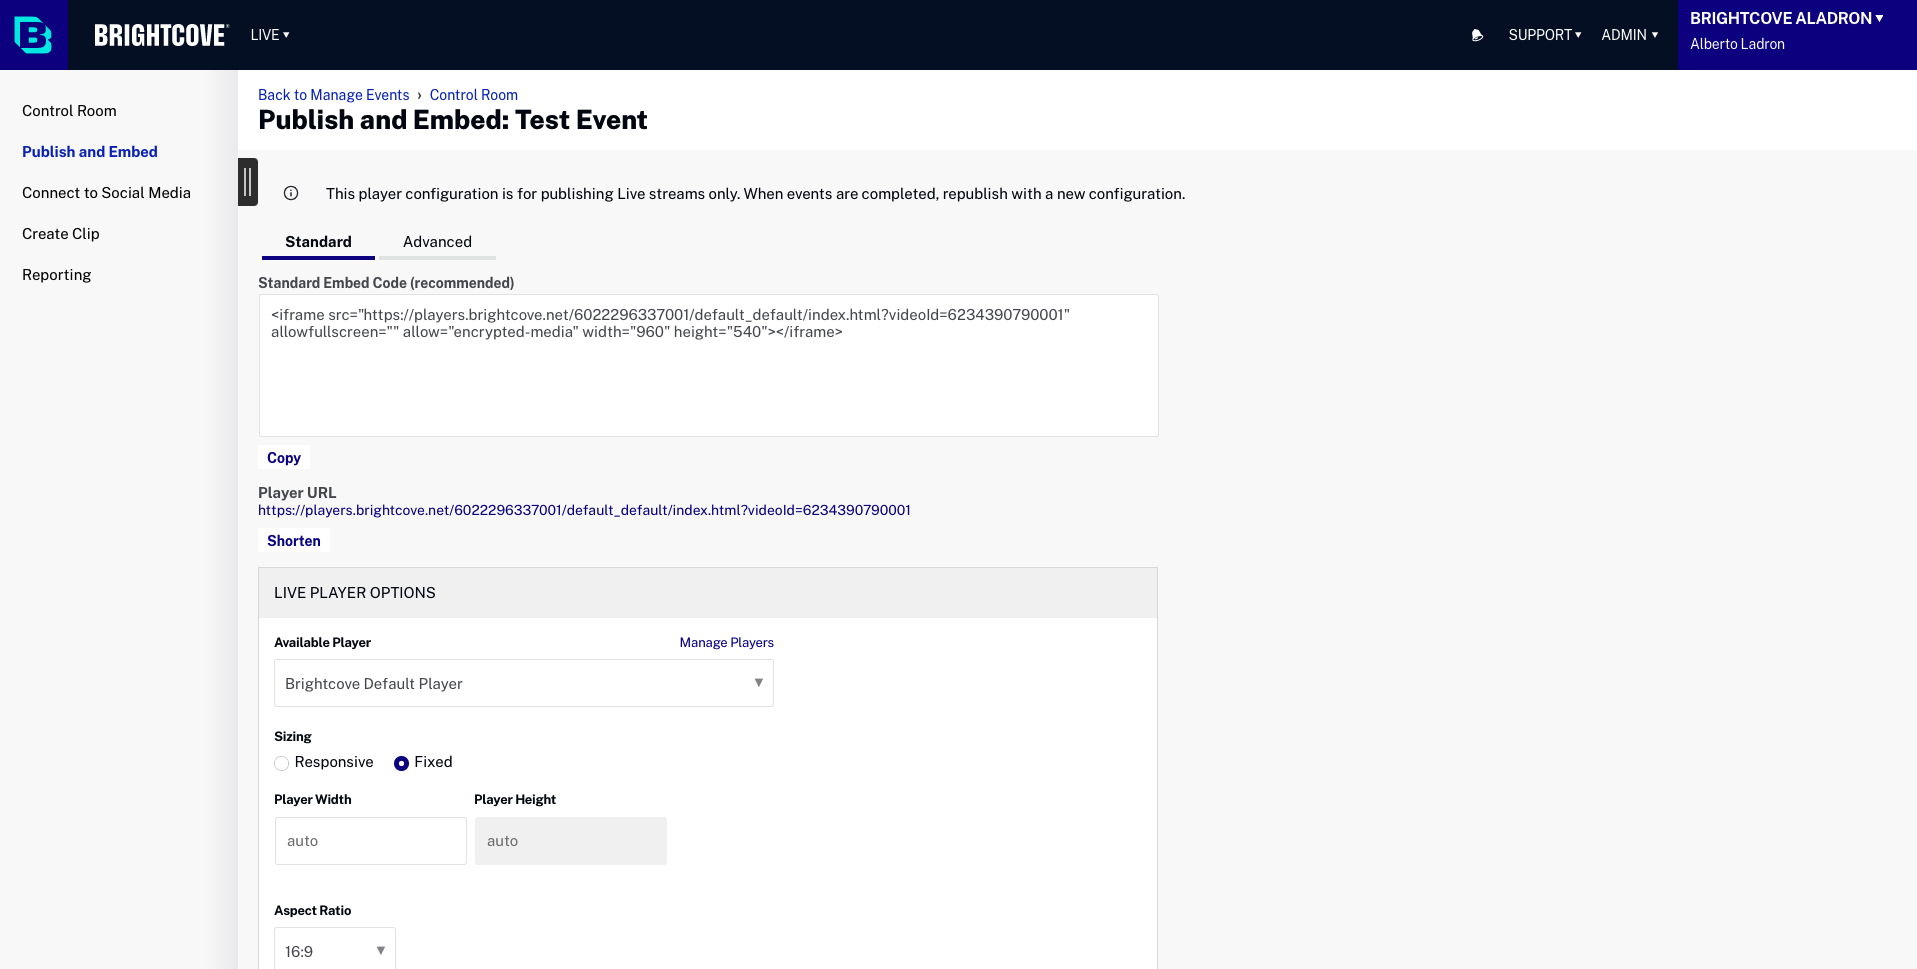 BRIGHTCOVE
LIVE ▾
SUPPORT ▾
ADMIN ▾
BRIGHTCOVE ALADRON ▾
Alberto Ladron
Control Room
Publish and Embed
Connect to Social Media
Create Clip
Reporting
Back to Manage Events › Control Room
Publish and Embed: Test Event
This player configuration is for publishing Live streams only. When events are completed, republish with a new configuration.
Standard
Advanced
Standard Embed Code (recommended)
<iframe src="https://players.brightcove.net/6022296337001/default_default/index.html?videoId=6234390790001"
allowfullscreen="" allow="encrypted-media" width="960" height="540"></iframe>
Copy
Player URL
https://players.brightcove.net/6022296337001/default_default/index.html?videoId=6234390790001
Shorten
LIVE PLAYER OPTIONS
Available Player
Manage Players
Brightcove Default Player
Sizing
Responsive
Fixed
Player Width
Player Height
auto
auto
Aspect Ratio
16:9